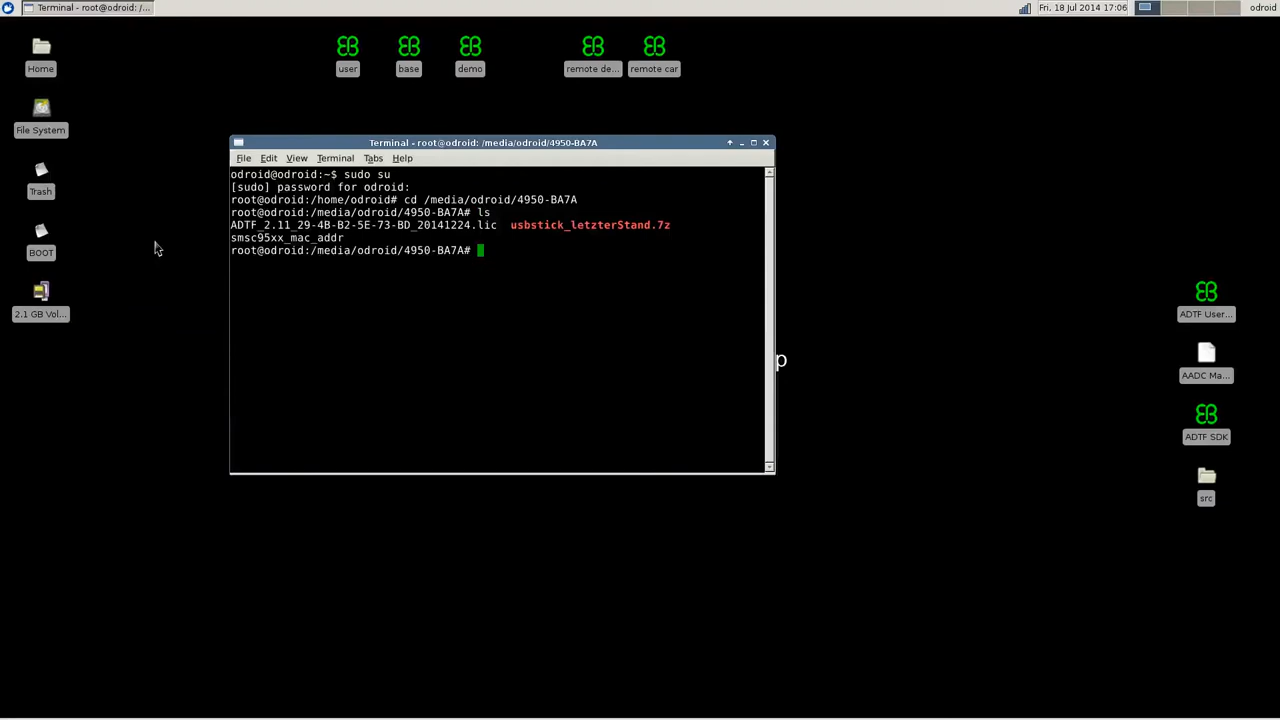 Terminal - root@odroid: /...
Fri, 18 Jul 2014 17:06
odroid
Home
user
base
demo
remote de...
remote car
File System
Trash
BOOT
2.1 GB Vol...
Terminal - root@odroid: /media/odroid/4950-BA7A
File Edit View Terminal Tabs Help
odroid@odroid:~$ sudo su
[sudo] password for odroid:
root@odroid:/home/odroid# cd /media/odroid/4950-BA7A
root@odroid:/media/odroid/4950-BA7A# ls
ADTF_2.11_29-4B-B2-5E-73-BD_20141224.lic usbstick_letzterStand.7z
smsc95xx_mac_addr
root@odroid:/media/odroid/4950-BA7A#
p
ADTF User...
AADC Ma...
ADTF SDK
src